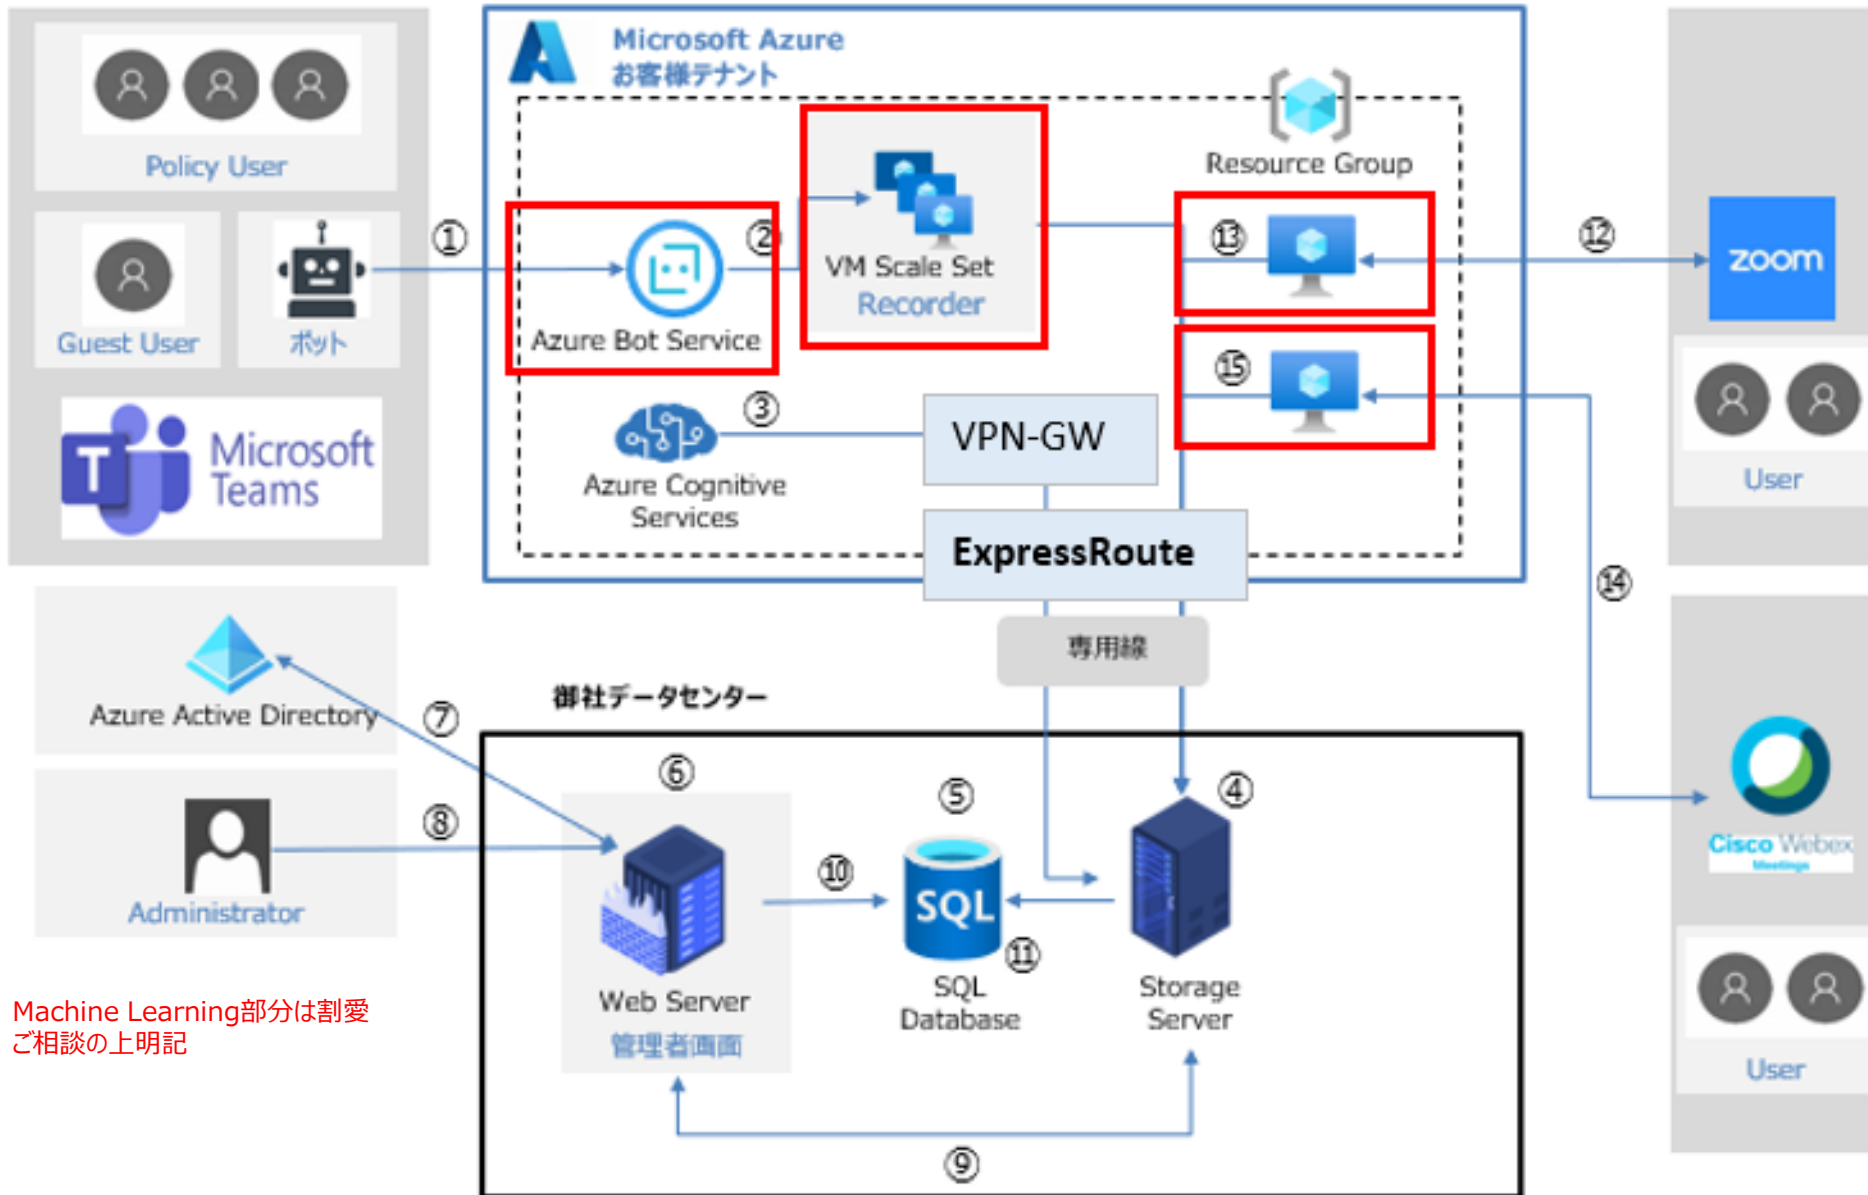 Microsoft Azure
お客様テナント
Policy User
Guest User
ボット
Microsoft
Teams
①
Azure Bot Service
②
VM Scale Set
Recorder
Resource Group
⑬
⑫
⑮
zoom
User
③
Azure Cognitive
Services
VPN-GW
ExpressRoute
専用線
⑭
Azure Active Directory
⑦
御社データセンター
Administrator
⑧
⑥
Web Server
管理者画面
⑩
⑤
SQL
⑪
SQL
Database
④
Storage
Server
⑨
Cisco Webex
Meetings
User
Machine Learning部分は割愛
ご相談の上明記